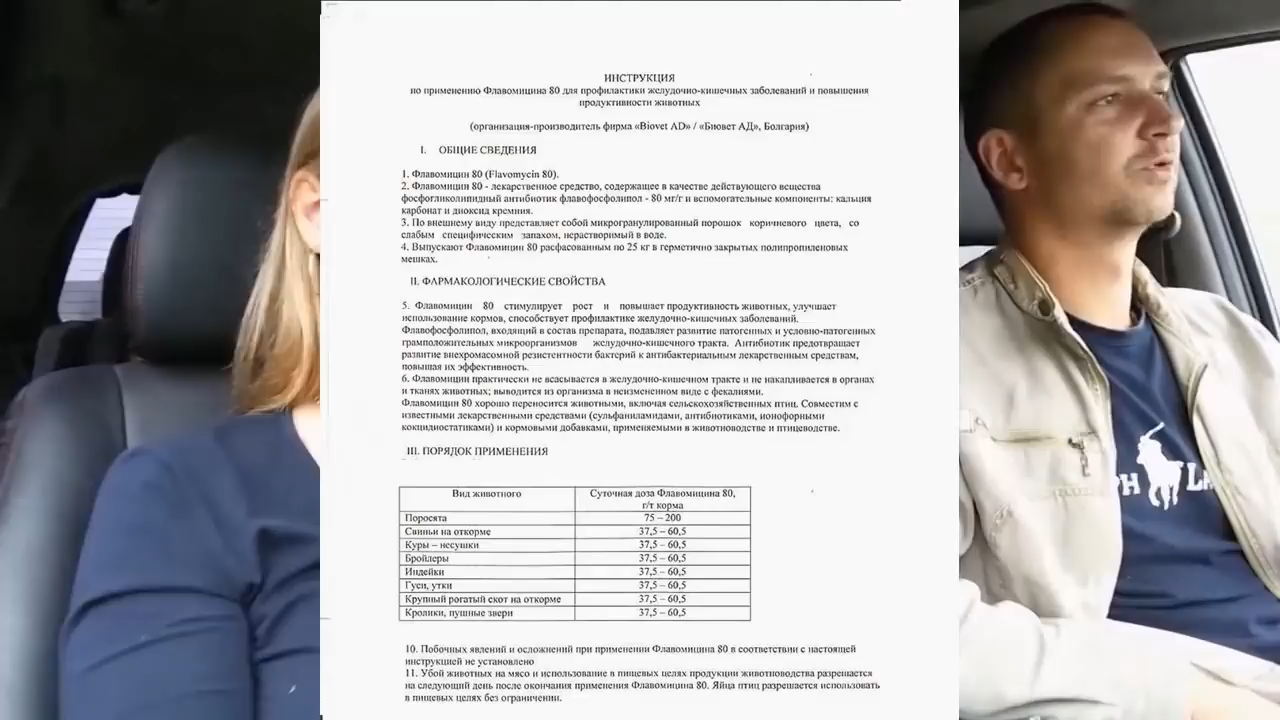 ИНСТРУКЦИЯ
по применению Флавомицина 80 для профилактики желудочно-кишечных заболеваний и повышения
продуктивности животных
(организация-производитель фирма «Biovet AD» / «Биовет АД», Болгария)
I. ОБЩИЕ СВЕДЕНИЯ
1. Флавомицин 80 (Flavomycin 80).
2. Флавомицин 80 - лекарственное средство, содержащее в качестве действующего вещества
фосфогликолипидный антибиотик флавофосфолипол - 80 мг/г и вспомогательные компоненты: кальция
карбонат и диоксид кремния.
3. По внешнему виду представляет собой микрогранулированный порошок коричневого цвета, со
слабым специфическим запахом, нерастворимый в воде.
4. Выпускают Флавомицин 80 расфасованным по 25 кг в герметично закрытых полипропиленовых
мешках.
II. ФАРМАКОЛОГИЧЕСКИЕ СВОЙСТВА
5. Флавомицин 80 стимулирует рост и повышает продуктивность животных, улучшает
использование кормов, способствует профилактике желудочно-кишечных заболеваний.
Флавофосфолипол, входящий в состав препарата, подавляет развитие патогенных и условно-патогенных
грамположительных микроорганизмов желудочно-кишечного тракта. Антибиотик предотвращает
развитие внехромасомной резистентности бактерий к антибактериальным лекарственным средствам,
повышая их эффективность.
6. Флавомицин практически не всасывается в желудочно-кишечном тракте и не накапливается в органах
и тканях животных; выводится из организма в неизмененном виде с фекалиями.
Флавомицин 80 хорошо переносится животными, включая сельскохозяйственных птиц. Совместим с
известными лекарственными средствами (сульфаниламидами, антибиотиками, ионофорными
кокцидиостатиками) и кормовыми добавками, применяемыми в животноводстве и птицеводстве.
III. ПОРЯДОК ПРИМЕНЕНИЯ
Вид животного Суточная доза Флавомицина 80,
г/т корма
Поросята 75 – 200
Свиньи на откорме 37,5 – 60,5
Куры – несушки 37,5 – 60,5
Бройлеры 37,5 – 60,5
Индейки 37,5 – 60,5
Гуси, утки 37,5 – 60,5
Крупный рогатый скот на откорме 37,5 – 60,5
Кролики, пушные звери 37,5 – 60,5
10. Побочных явлений и осложнений при применении Флавомицина 80 в соответствии с настоящей
инструкцией не установлено
11. Убой животных на мясо и использование в пищевых целях продукции животноводства разрешается
на следующий день после окончания применения Флавомицина 80. Яйца птиц разрешается использовать
в пищевых целях без ограничении.